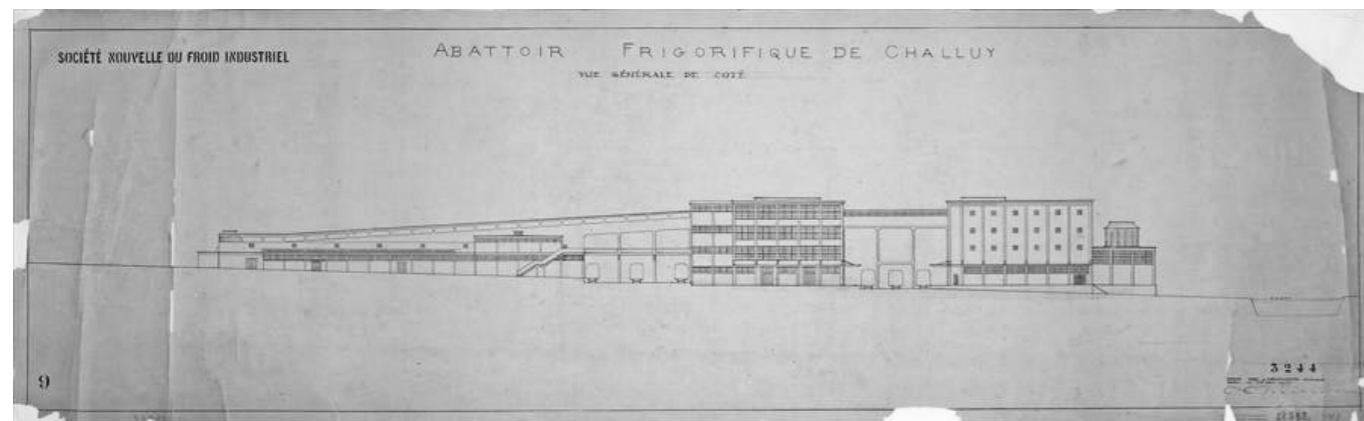 SOCIÉTÉ NOUVELLE DU FROID INDUSTRIEL
ABATTOIR FRIGORIFIQUE DE CHALLUY
VUE GÉNÉRALE DE COTÉ
9
3244